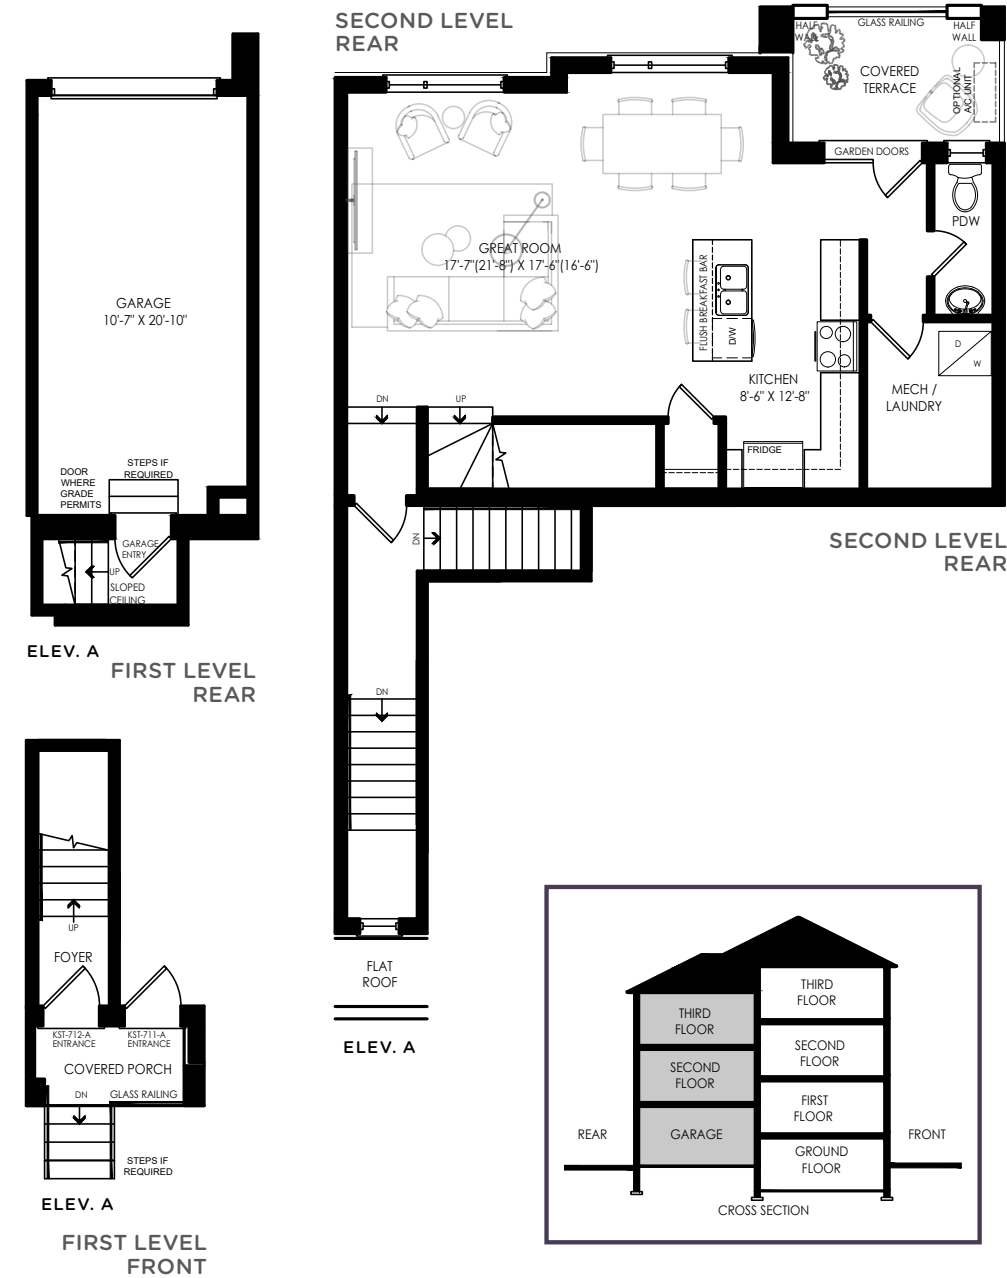 SECOND LEVEL
REAR
HALF
WALL
GLASS RAILING
HALF
WALL
COVERED
TERRACE
OPTIONAL
A/C UNIT
GARDEN DOORS
PDW
GREAT ROOM
17'-7"(21'-8") X 17'-6"(16'-6")
FLUSH BREAKFAST BAR
D/W
KITCHEN
8'-6" X 12'-8"
D
W
MECH /
LAUNDRY
DN
UP
FRIDGE
DN
SECOND LEVEL
REAR
DN
FLAT
ROOF
ELEV. A
GARAGE
10'-7" X 20'-10"
DOOR
WHERE
GRADE
PERMITS
STEPS IF
REQUIRED
GARAGE
ENTRY
UP
SLOPED
CEILING
ELEV. A
FIRST LEVEL
REAR
UP
FOYER
KST-712-A
ENTRANCE
KST-711-A
ENTRANCE
COVERED PORCH
DN
GLASS RAILING
STEPS IF
REQUIRED
ELEV. A
FIRST LEVEL
FRONT
THIRD
FLOOR
THIRD
FLOOR
SECOND
FLOOR
SECOND
FLOOR
FIRST
FLOOR
REAR
GARAGE
FRONT
GROUND
FLOOR
CROSS SECTION